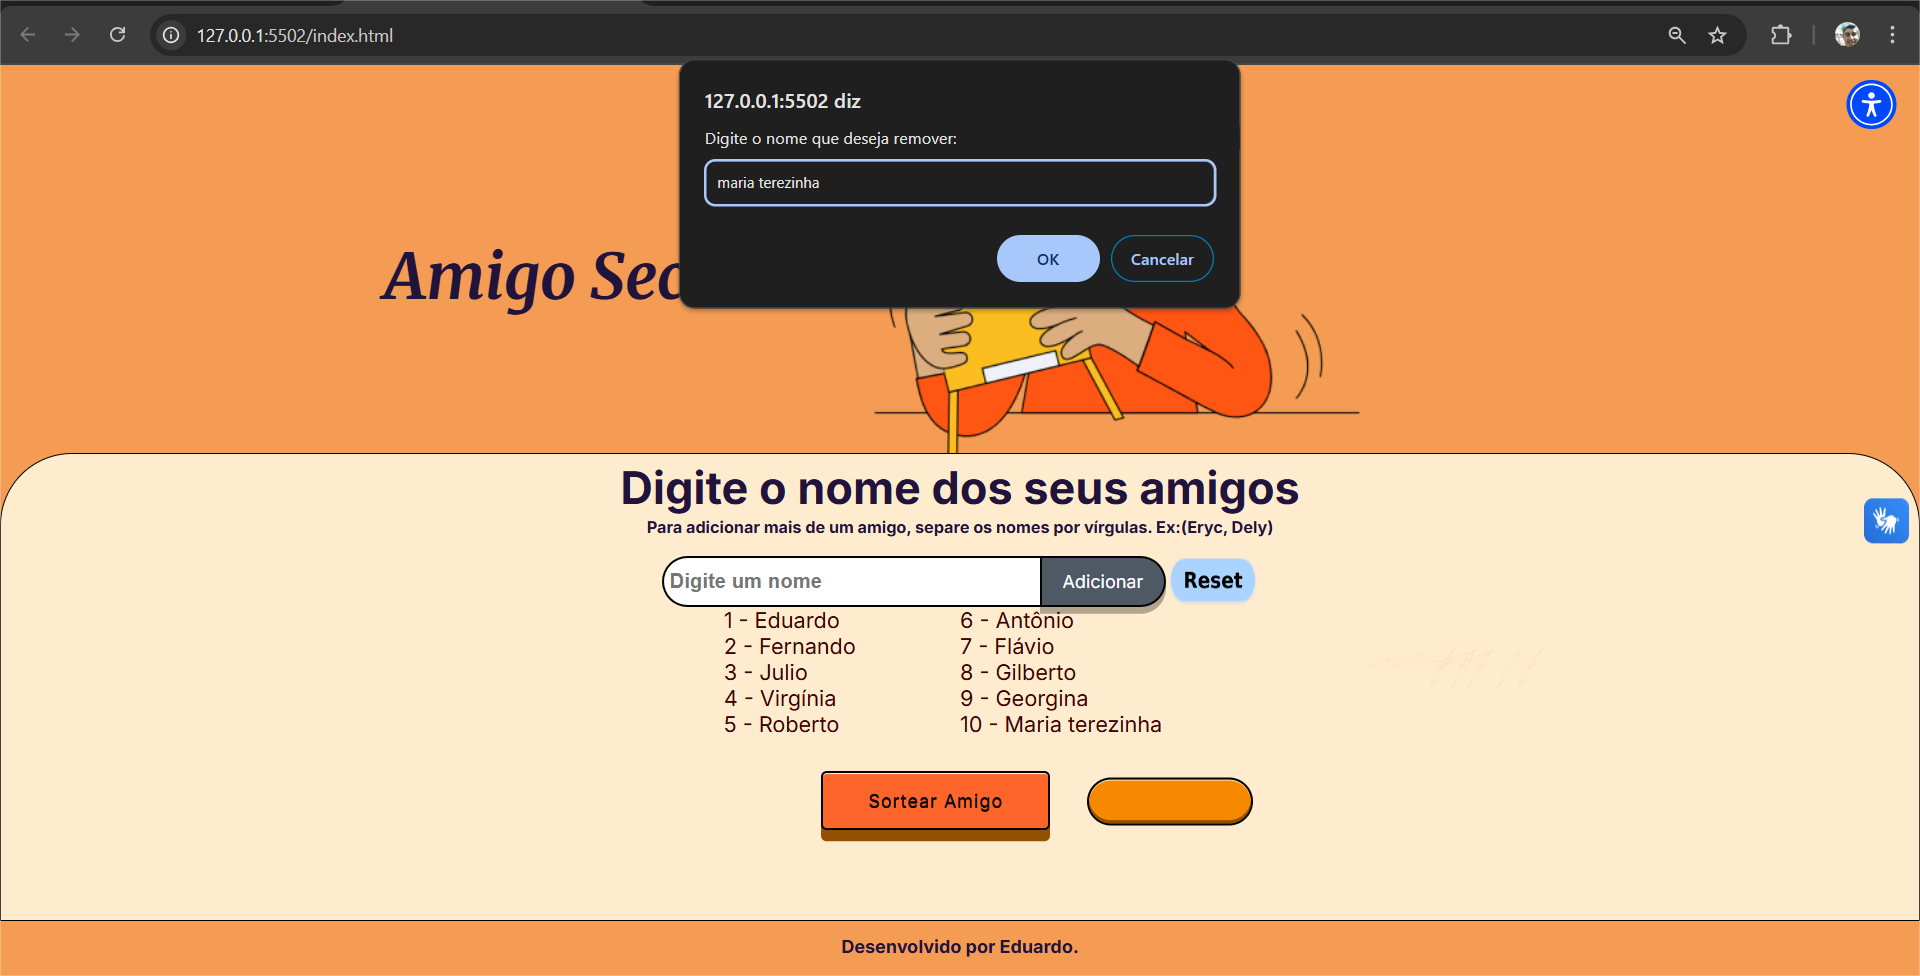 127.0.0.1:5502/index.html
127.0.0.1:5502 diz
Digite o nome que deseja remover:
maria terezinha
OK
Cancelar
Amigo Sec
Digite o nome dos seus amigos
Para adicionar mais de um amigo, separe os nomes por vírgulas. Ex:(Eryc, Dely)
Digite um nome
Adicionar
Reset
1 - Eduardo
2 - Fernando
3 - Julio
4 - Virgínia
5 - Roberto
6 - Antônio
7 - Flávio
8 - Gilberto
9 - Georgina
10 - Maria terezinha
Sortear Amigo
Desenvolvido por Eduardo.